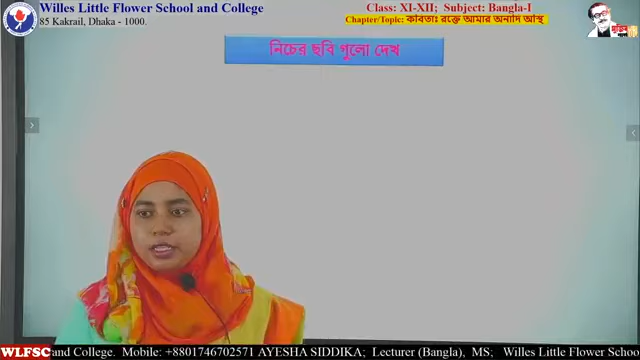 Willes Little Flower School and College
85 Kakrail, Dhaka - 1000.
Class: XI-XII; Subject: Bangla-I
Chapter/Topic: কবিতাঃ রক্তে আমার অনাদি অস্থি
নিচের ছবি গুলো দেখ
WLFSC and College. Mobile: +8801746702571 AYESHA SIDDIKA; Lecturer (Bangla), MS; Willes Little Flower Schoo